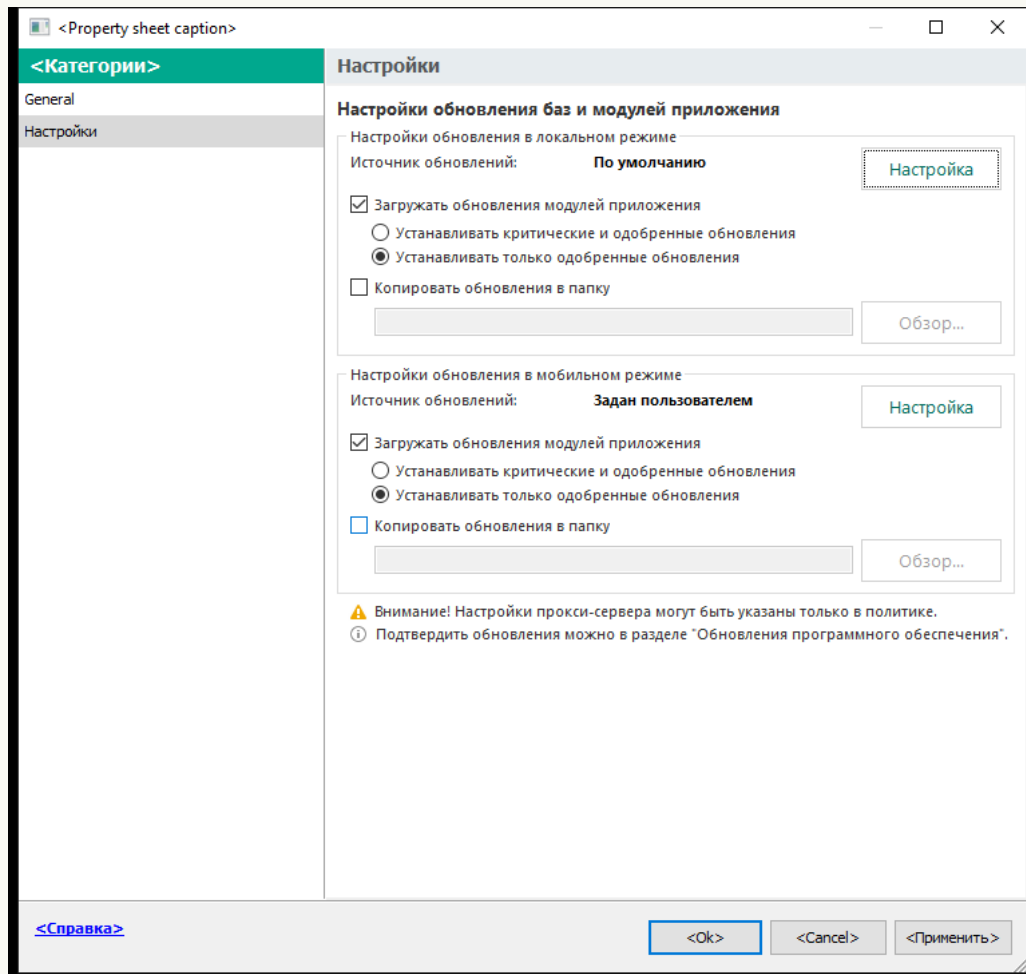 <Property sheet caption>
<Категории>
General
Настройки
Настройки
Настройки обновления баз и модулей приложения
Настройки обновления в локальном режиме
Источник обновлений: По умолчанию
Настройка
Загружать обновления модулей приложения
Устанавливать критические и одобренные обновления
Устанавливать только одобренные обновления
Копировать обновления в папку
Обзор...
Настройки обновления в мобильном режиме
Источник обновлений: Задан пользователем
Настройка
Загружать обновления модулей приложения
Устанавливать критические и одобренные обновления
Устанавливать только одобренные обновления
Копировать обновления в папку
Обзор...
Внимание! Настройки прокси-сервера могут быть указаны только в политике.
Подтвердить обновления можно в разделе "Обновления программного обеспечения".
<Справка>
<Ok> <Cancel> <Применить>